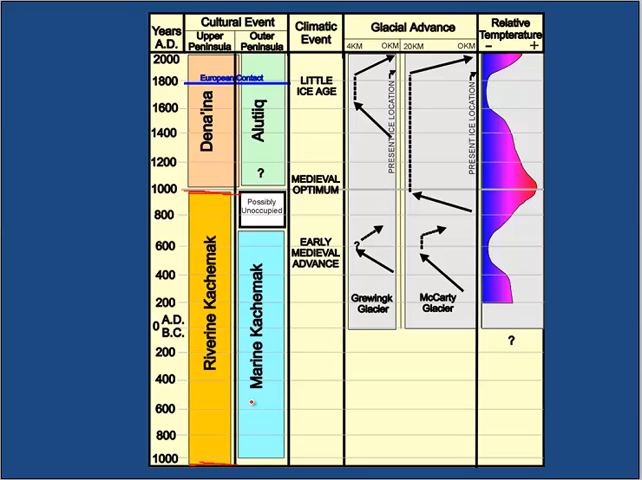 Years
A.D.
Cultural Event
Upper
Peninsula
Outer
Peninsula
Climatic
Event
Glacial Advance
4KM
OKM
20KM
OKM
Relative
Tempterature
–
+
2000
1800
1600
1400
1200
1000
800
600
400
200
A.D.
0
B.C.
200
400
600
800
1000
European Contact
Dena'ina
Alutiiq
?
Riverine Kachemak
Possibly
Unoccupied
Marine Kachemak
LITTLE
ICE AGE
MEDIEVAL
OPTIMUM
EARLY
MEDIEVAL
ADVANCE
PRESENT ICE LOCATION
?
Grewingk
Glacier
PRESENT ICE LOCATION
McCarty
Glacier
?